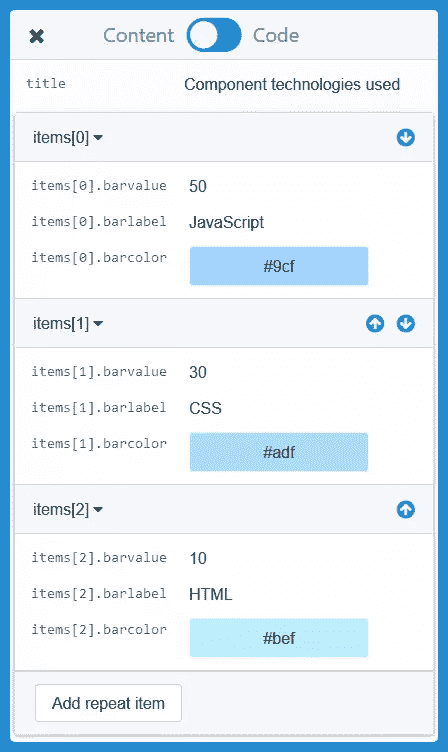 Content Code
title Component technologies used
items[0]
items[0].barvalue 50
items[0].barlabel JavaScript
items[0].barcolor #9cf
items[1]
items[1].barvalue 30
items[1].barlabel CSS
items[1].barcolor #adf
items[2]
items[2].barvalue 10
items[2].barlabel HTML
items[2].barcolor #bef
Add repeat item